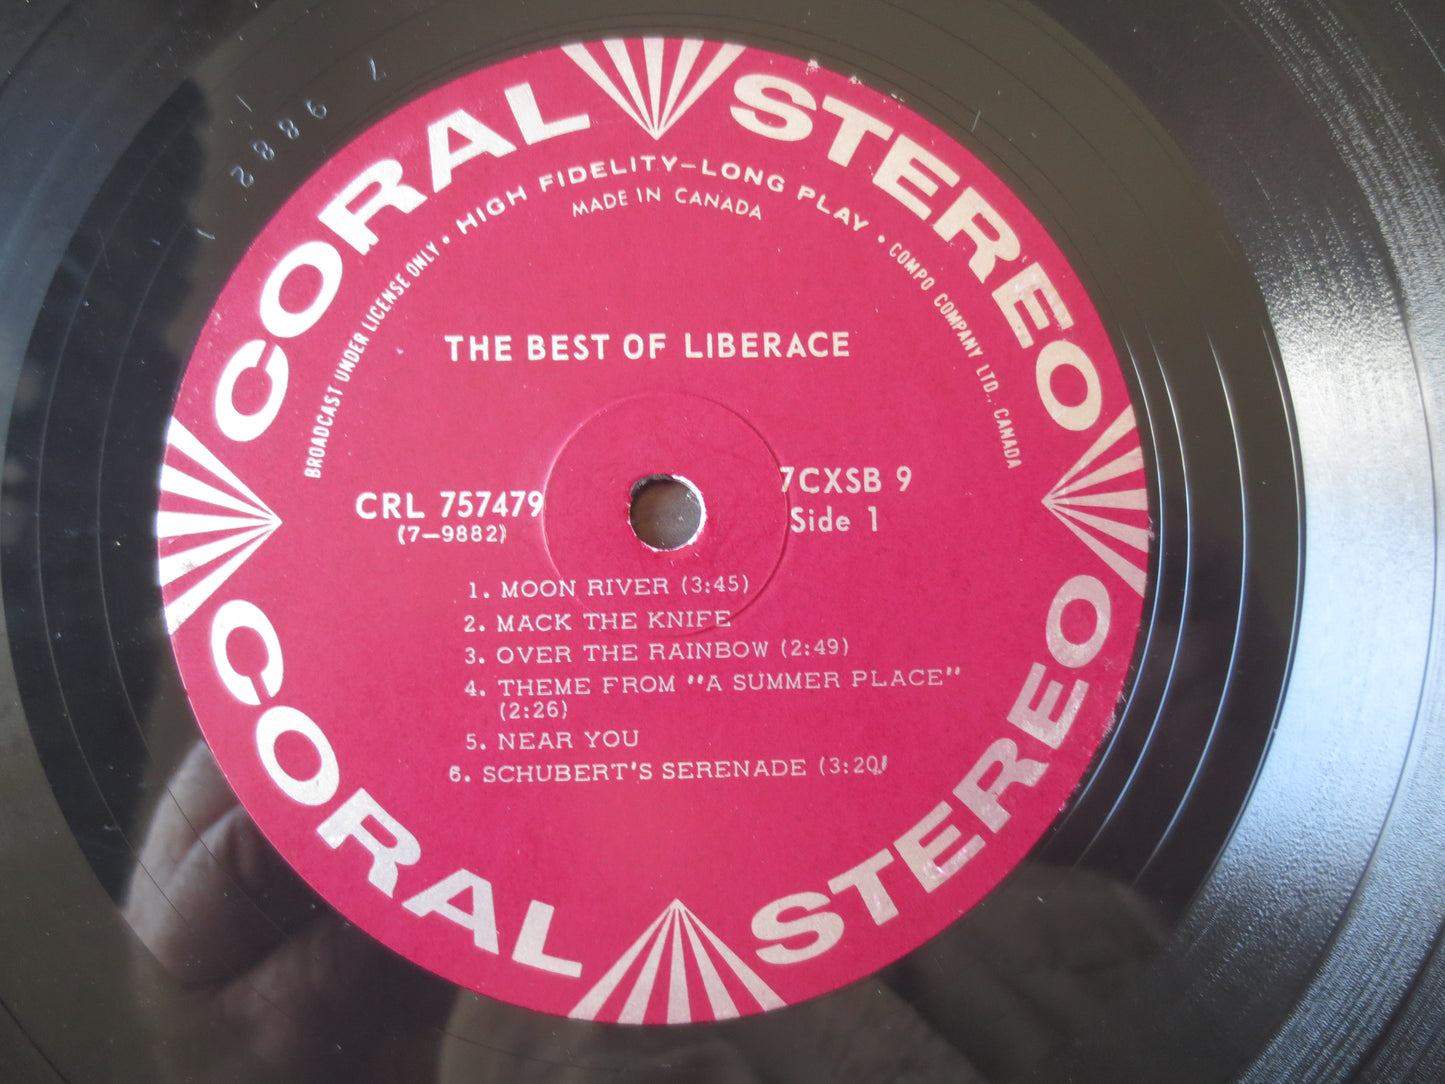 7 9882
CORAL STEREO
HIGH FIDELITY—LONG PLAY
MADE IN CANADA
BROADCAST UNDER LICENSE ONLY • • COMPO COMPANY LTD., CANADA
THE BEST OF LIBERACE
CRL 757479
(7—9882)
7CXSB 9
Side 1
1. MOON RIVER (3:45)
2. MACK THE KNIFE
3. OVER THE RAINBOW (2:49)
4. THEME FROM "A SUMMER PLACE"
(2:26)
5. NEAR YOU
6. SCHUBERT'S SERENADE (3:20)
CORAL STEREO